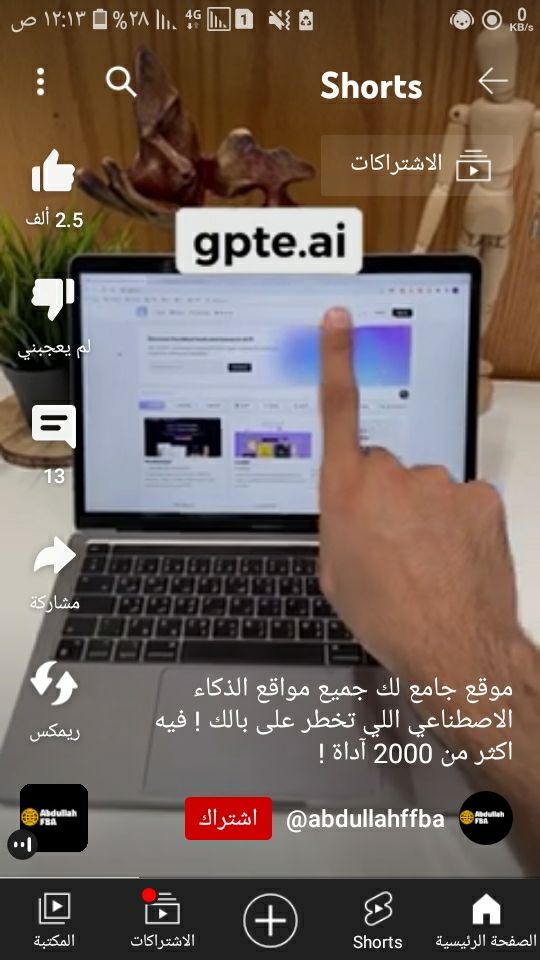 ص ١٢:١٣ %٢٨ 4G 1 0 KB/s
Shorts
الاشتراكات
2.5 ألف
gpte.ai
لم يعجبني
13
مشاركة
ريمكس
موقع جامع لك جميع مواقع الذكاء
الاصطناعي اللي تخطر على بالك ! فيه
اكثر من 2000 آداة !
Abdullah
FBA
@abdullahffba
اشتراك
Abdullah
FBA
الصفحة الرئيسية
Shorts
الاشتراكات
المكتبة